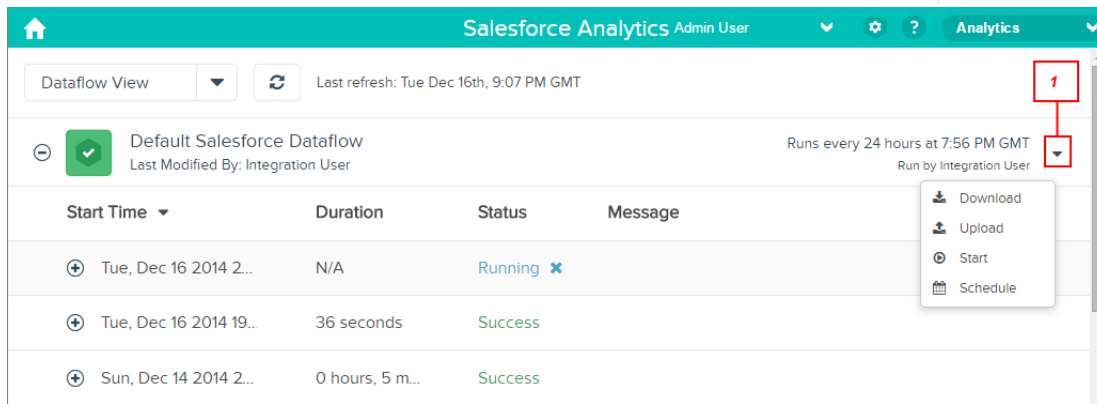 Salesforce Analytics Admin User ? Analytics
Dataflow View Last refresh: Tue Dec 16th, 9:07 PM GMT 1
Default Salesforce Dataflow Runs every 24 hours at 7:56 PM GMT
Last Modified By: Integration User Run by Integration User
Download
Start Time Duration Status Message
Upload
Tue, Dec 16 2014 2... N/A Running Start
Schedule
Tue, Dec 16 2014 19... 36 seconds Success
Sun, Dec 14 2014 2... 0 hours, 5 m... Success